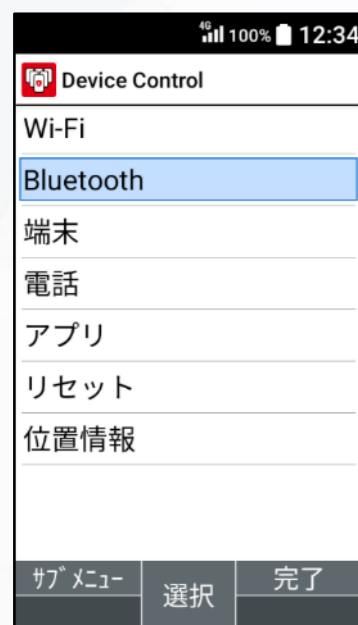 4G 100% 12:34
Device Control
Wi-Fi
Bluetooth
端末
電話
アプリ
リセット
位置情報
ｻﾌﾞﾒﾆｭｰ 選択 完了